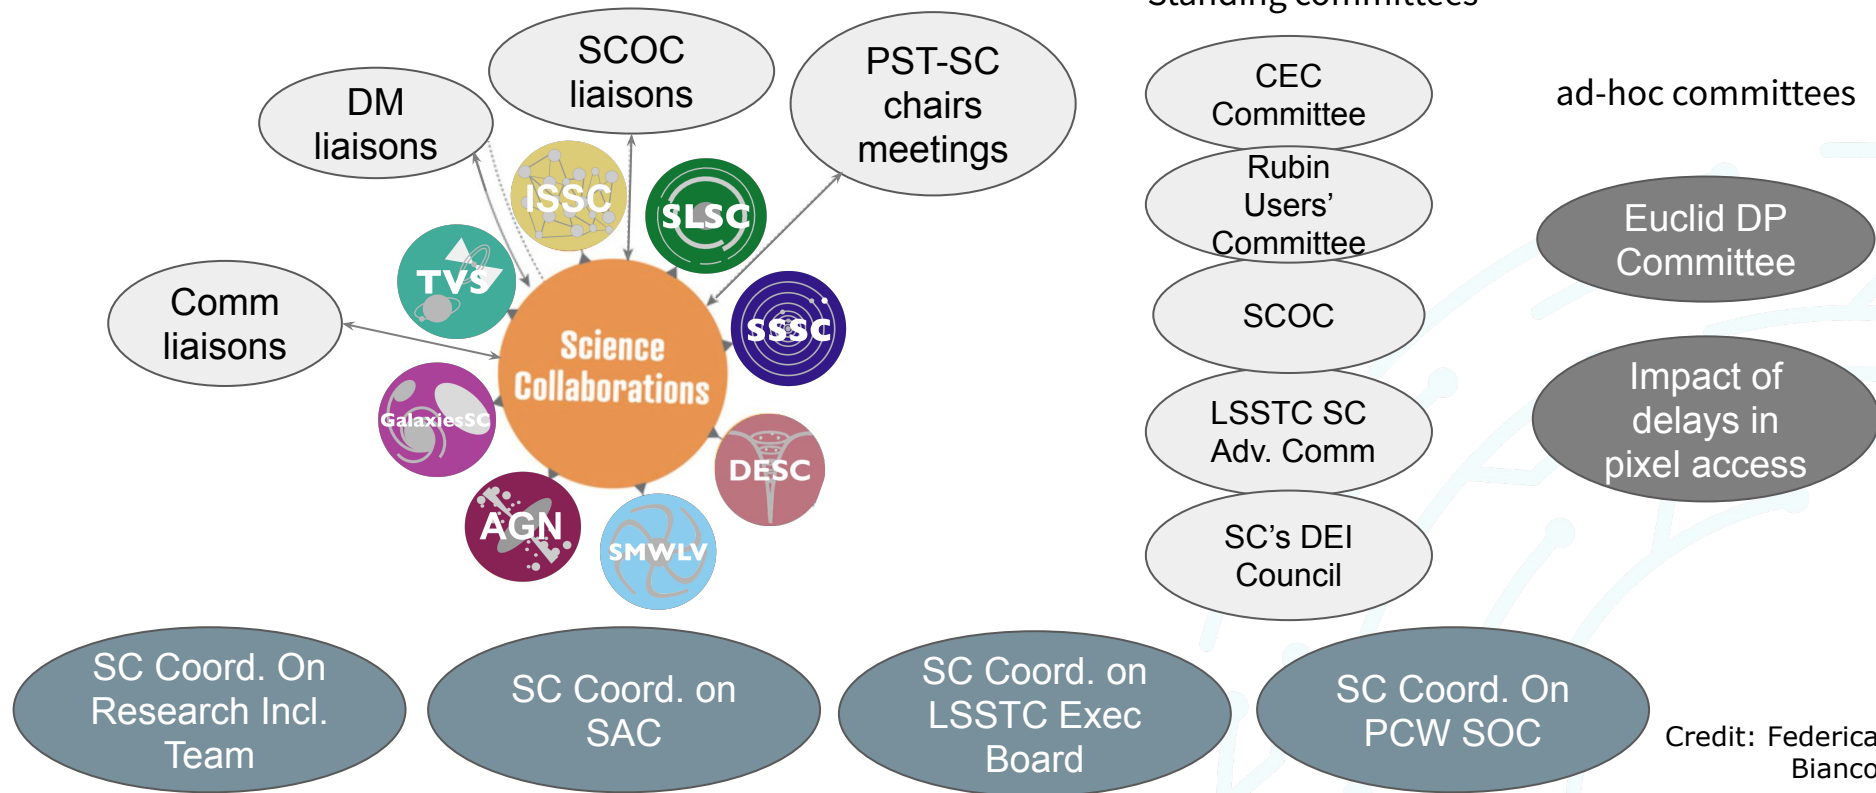 Standing committees
SCOC
liaisons
PST-SC
chairs
meetings
DM
liaisons
Comm
liaisons
ISSC
SLSC
TVS
SSSC
Science
Collaborations
GalaxiesSC
DESC
AGN
SMWLV
CEC
Committee
Rubin
Users’
Committee
SCOC
LSSTC SC
Adv. Comm
SC’s DEI
Council
ad-hoc committees
Euclid DP
Committee
Impact of
delays in
pixel access
SC Coord. On
Research Incl.
Team
SC Coord. on
SAC
SC Coord. on
LSSTC Exec
Board
SC Coord. On
PCW SOC
Credit: Federica
Bianco